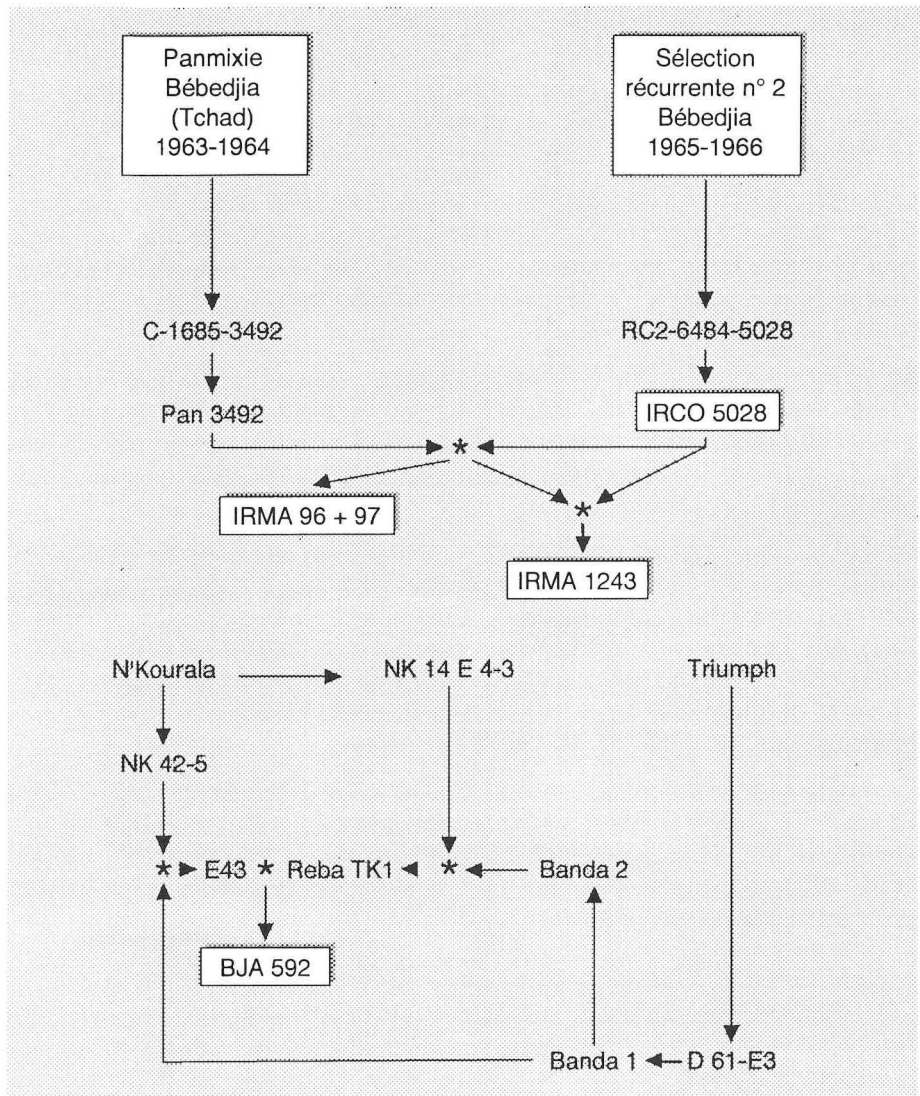 Panmixie
Bébedjia
(Tchad)
1963-1964
Sélection
récurrente n° 2
Bébedjia
1965-1966
C-1685-3492
RC2-6484-5028
Pan 3492
IRCO 5028
*
IRMA 96 + 97
*
IRMA 1243
N'Kourala
NK 14 E 4-3
Triumph
NK 42-5
* E43 * Reba TK1 * Banda 2
BJA 592
Banda 1 D 61-E3